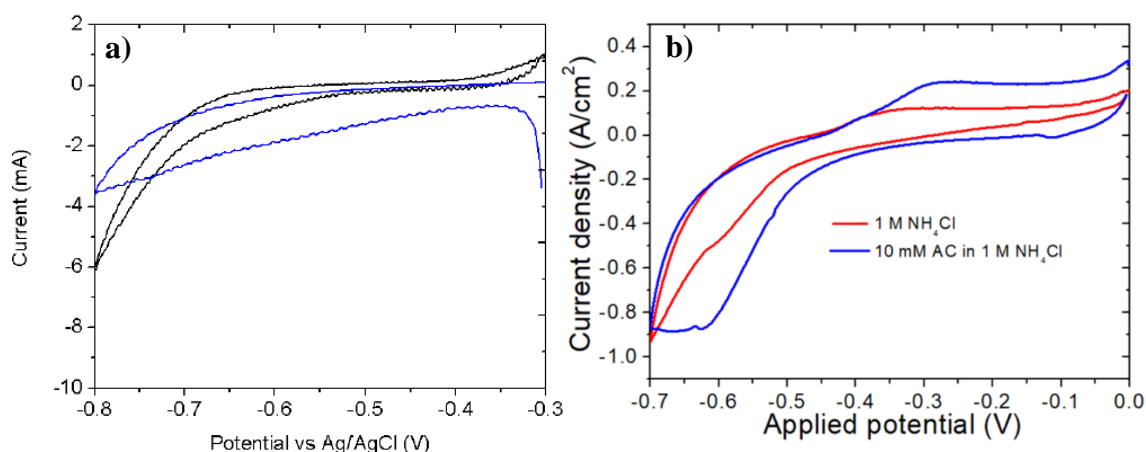 a)
2
0
-2
-4
-6
-8
-10
Current (mA)
-0.8 -0.7 -0.6 -0.5 -0.4 -0.3
Potential vs Ag/AgCl (V)
b)
0.4
0.2
0.0
-0.2
-0.4
-0.6
-0.8
-1.0
Current density (A/cm²)
1 M NH₄Cl
10 mM AC in 1 M NH₄Cl
-0.7 -0.6 -0.5 -0.4 -0.3 -0.2 -0.1 0.0
Applied potential (V)